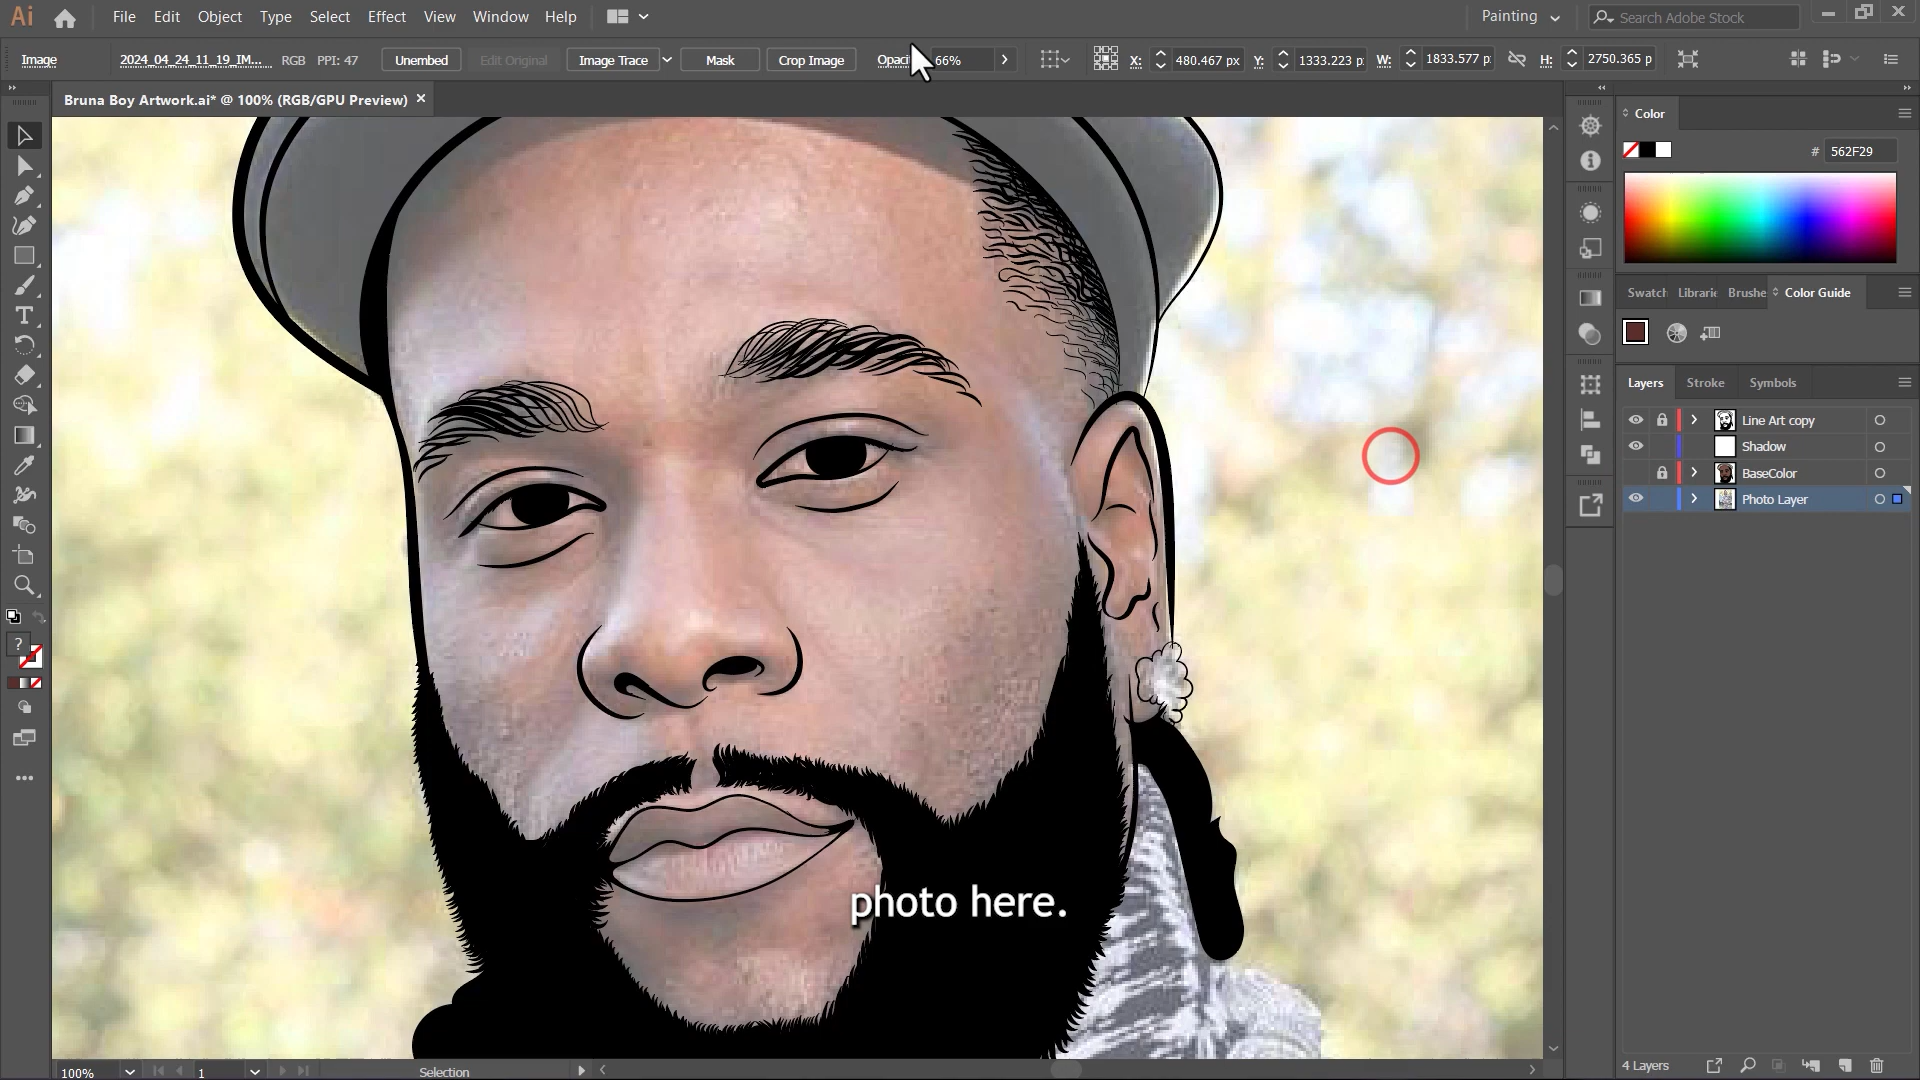 Ai File Edit Object Type Select Effect View Window Help Painting Search Adobe Stock
Image 2024_04_24_11_19_IM... RGB PPI: 47 Unembed Edit Original Image Trace Mask Crop Image Opaci 66% X: 480.467 px Y: 1333.223 p W: 1833.577 p H: 2750.365 p
Bruna Boy Artwork.ai* @ 100% (RGB/GPU Preview)
Color
# 562F29
Swatch Librarie Brushe Color Guide
Layers Stroke Symbols
Line Art copy
Shadow
BaseColor
Photo Layer
?
photo here.
4 Layers
100% 1 Selection